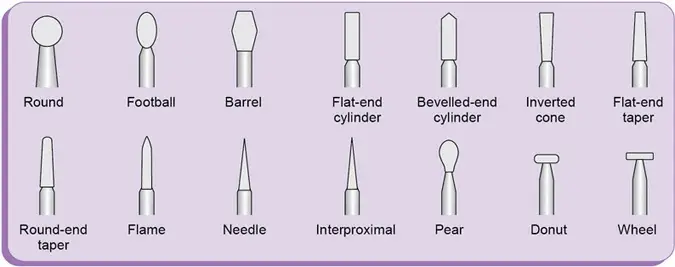 Round
Football
Barrel
Flat-end
cylinder
Bevelled-end
cylinder
Inverted
cone
Flat-end
taper
Round-end
taper
Flame
Needle
Interproximal
Pear
Donut
Wheel